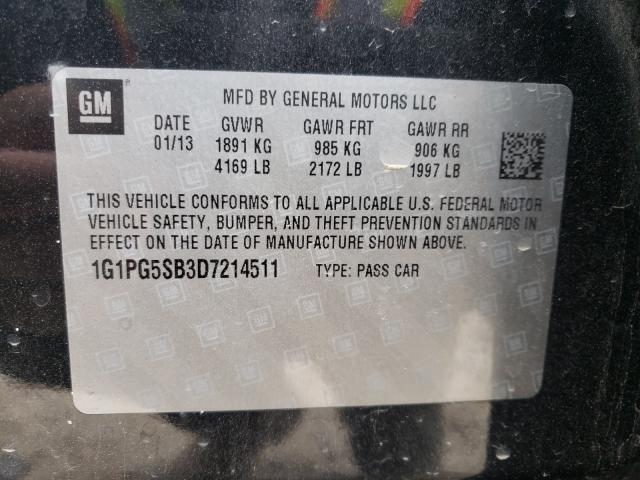 GM
MFD BY GENERAL MOTORS LLC
DATE GVWR GAWR FRT GAWR RR
01/13 1891 KG 985 KG 906 KG
4169 LB 2172 LB 1997 LB
THIS VEHICLE CONFORMS TO ALL APPLICABLE U.S. FEDERAL MOTOR
VEHICLE SAFETY, BUMPER, AND THEFT PREVENTION STANDARDS IN
EFFECT ON THE DATE OF MANUFACTURE SHOWN ABOVE.
1G1PG5SB3D7214511 TYPE: PASS CAR